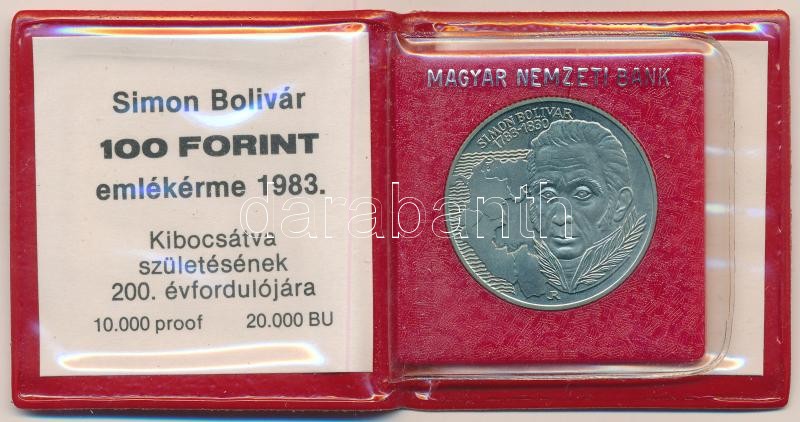 Simon Bolivár
100 FORINT
emlékérme 1983.
Kibocsátva
születésének
200. évfordulójára
10.000 proof 20.000 BU
MAGYAR NEMZETI BANK
SIMON BOLIVAR
1783-1830
darabanth